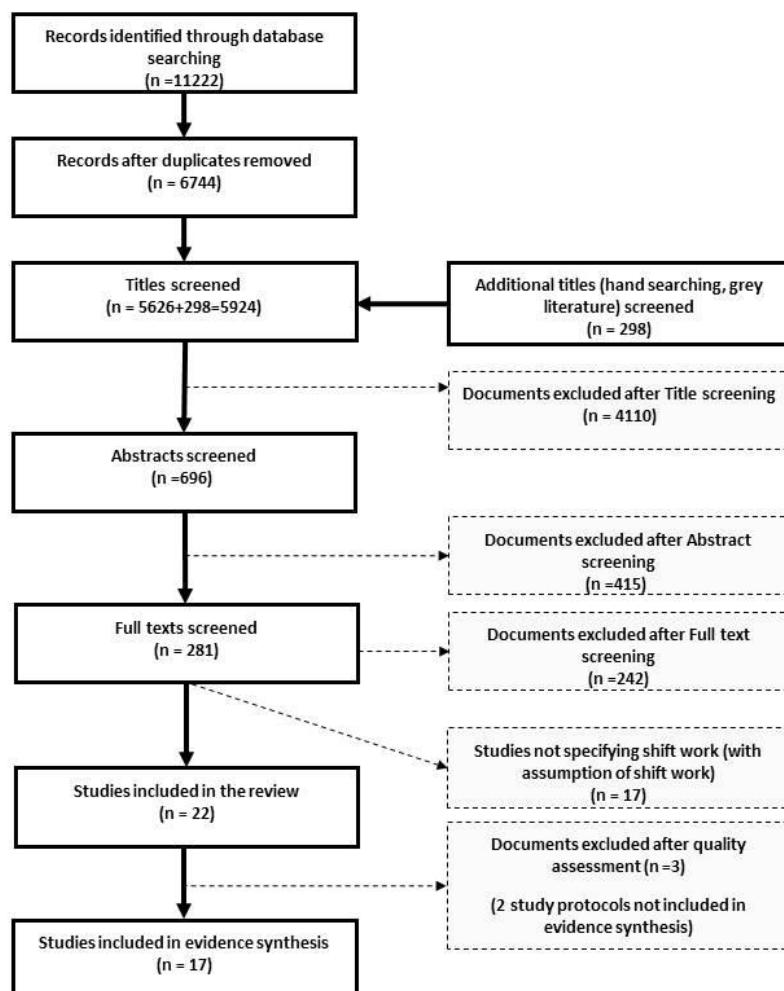 Records identified through database
searching
(n =11222)
Records after duplicates removed
(n = 6744)
Titles screened
(n = 5626+298=5924)
Additional titles (hand searching, grey
literature) screened
(n = 298)
Documents excluded after Title screening
(n = 4110)
Abstracts screened
(n =696)
Documents excluded after Abstract
screening
(n =415)
Full texts screened
(n = 281)
Documents excluded after Full text
screening
(n =242)
Studies not specifying shift work (with
assumption of shift work)
(n = 17)
Studies included in the review
(n = 22)
Documents excluded after quality
assessment (n =3)
(2 study protocols not included in
evidence synthesis)
Studies included in evidence synthesis
(n = 17)